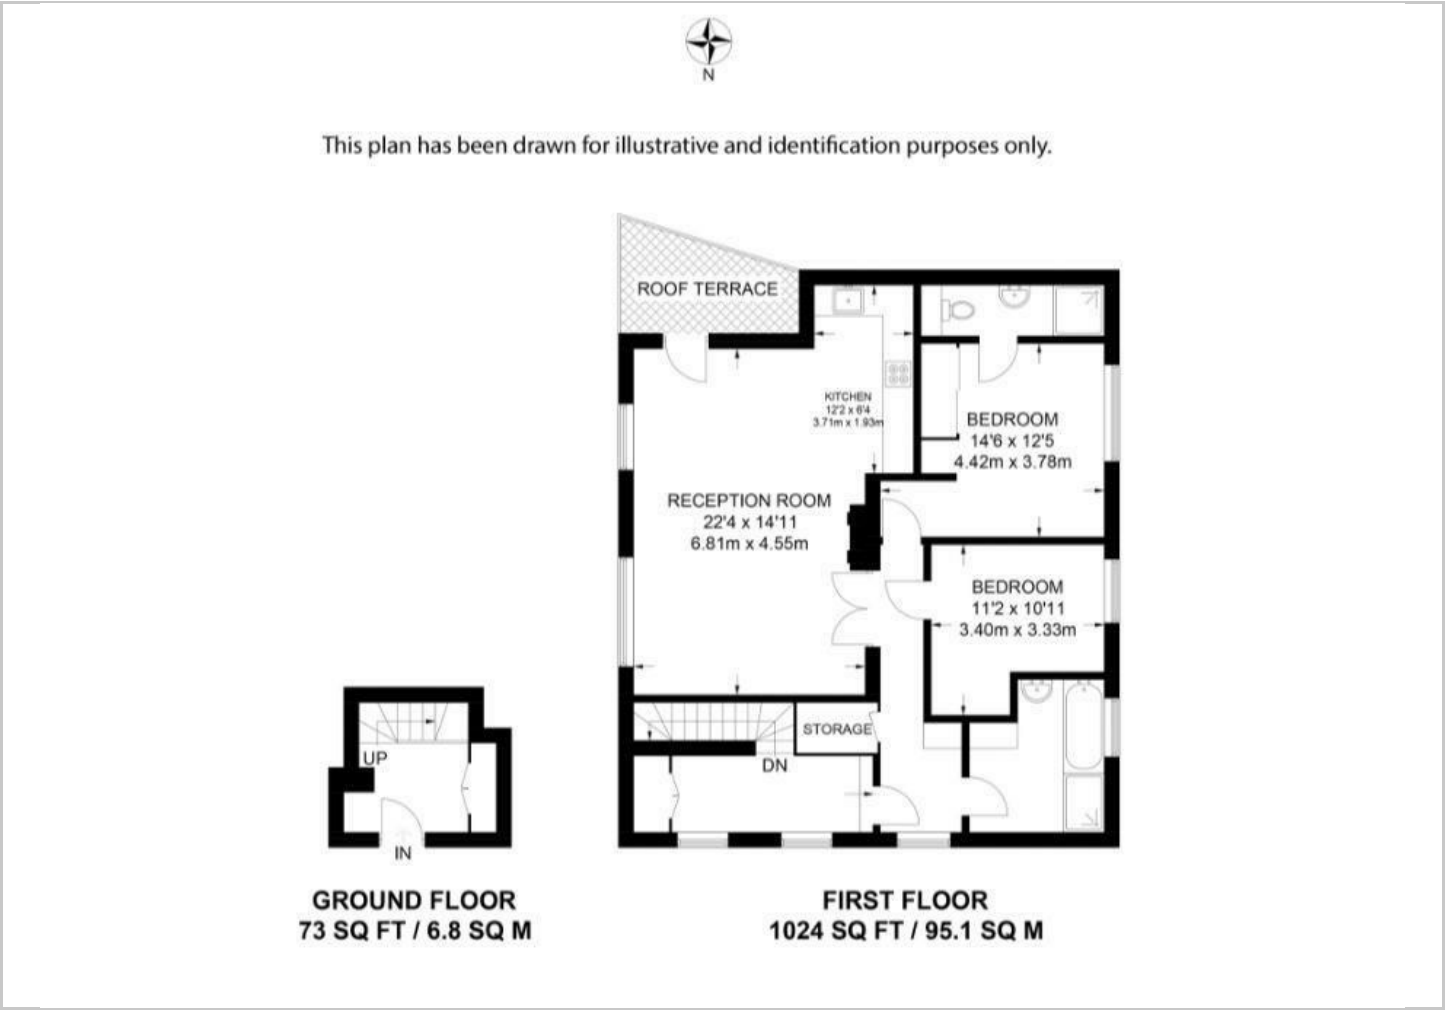 N
This plan has been drawn for illustrative and identification purposes only.
ROOF TERRACE
KITCHEN
12'2 x 6'4
3.71m x 1.93m
BEDROOM
14'6 x 12'5
4.42m x 3.78m
RECEPTION ROOM
22'4 x 14'11
6.81m x 4.55m
BEDROOM
11'2 x 10'11
3.40m x 3.33m
STORAGE
DN
UP
IN
GROUND FLOOR
73 SQ FT / 6.8 SQ M
FIRST FLOOR
1024 SQ FT / 95.1 SQ M